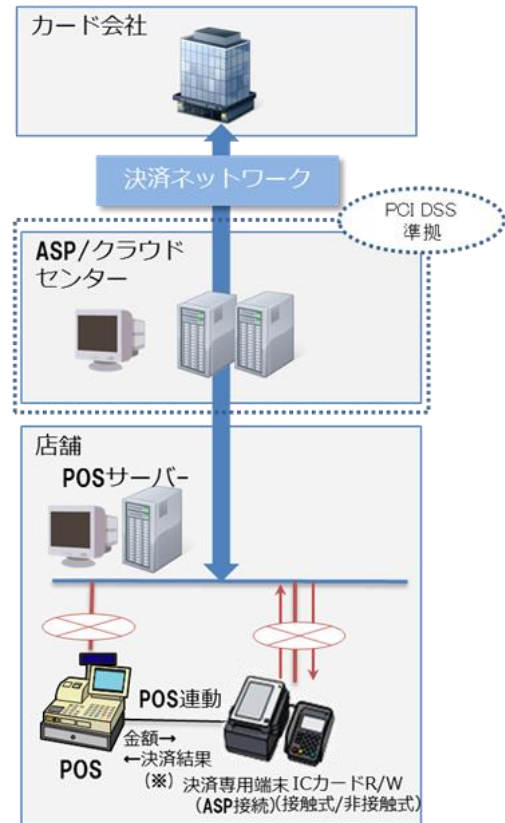 カード会社
決済ネットワーク
PCI DSS
準拠
ASP/クラウド
センター
店舗
POSサーバー
POS連動
金額→
←決済結果
(※)
POS
決済専用端末
(ASP接続)
ICカードR/W
(接触式/非接触式)